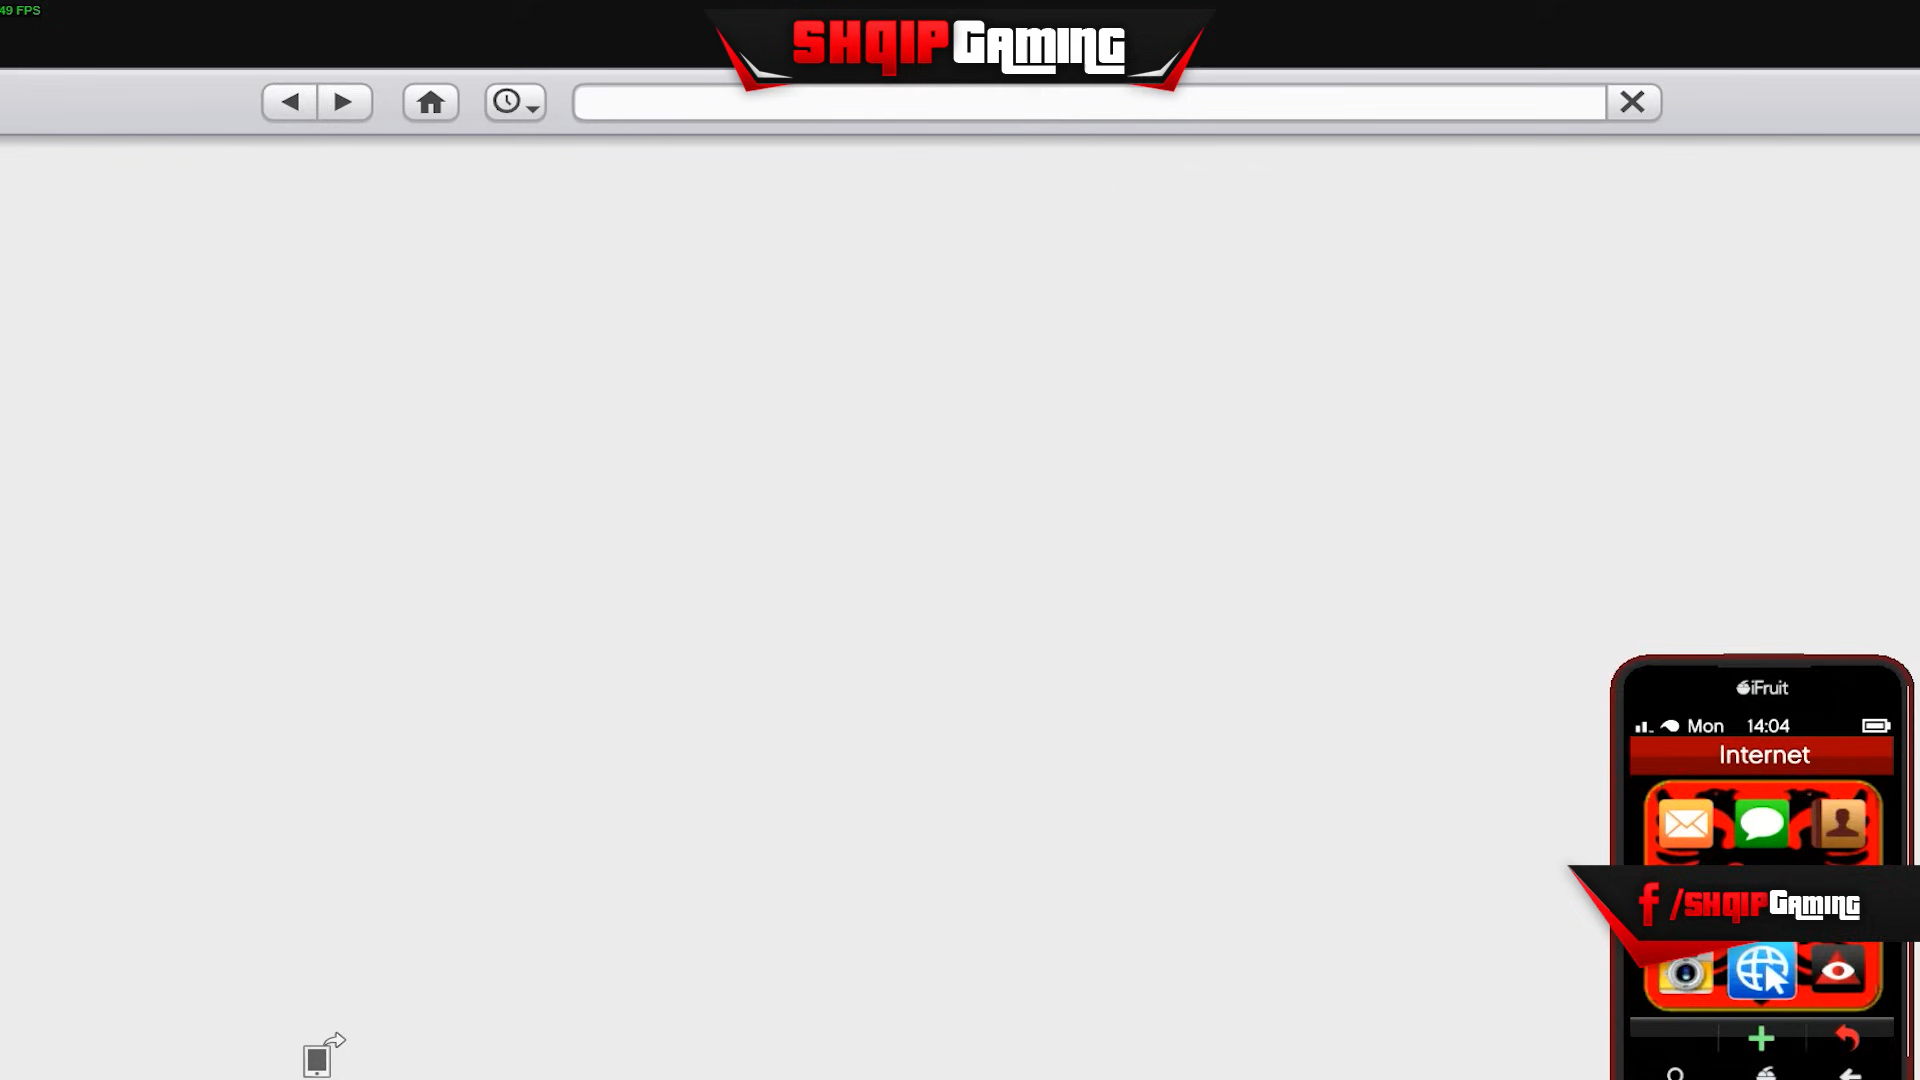 49 FPS
SHQIPGaming
iFruit
Mon 14:04
Internet
f /SHQIPGaming